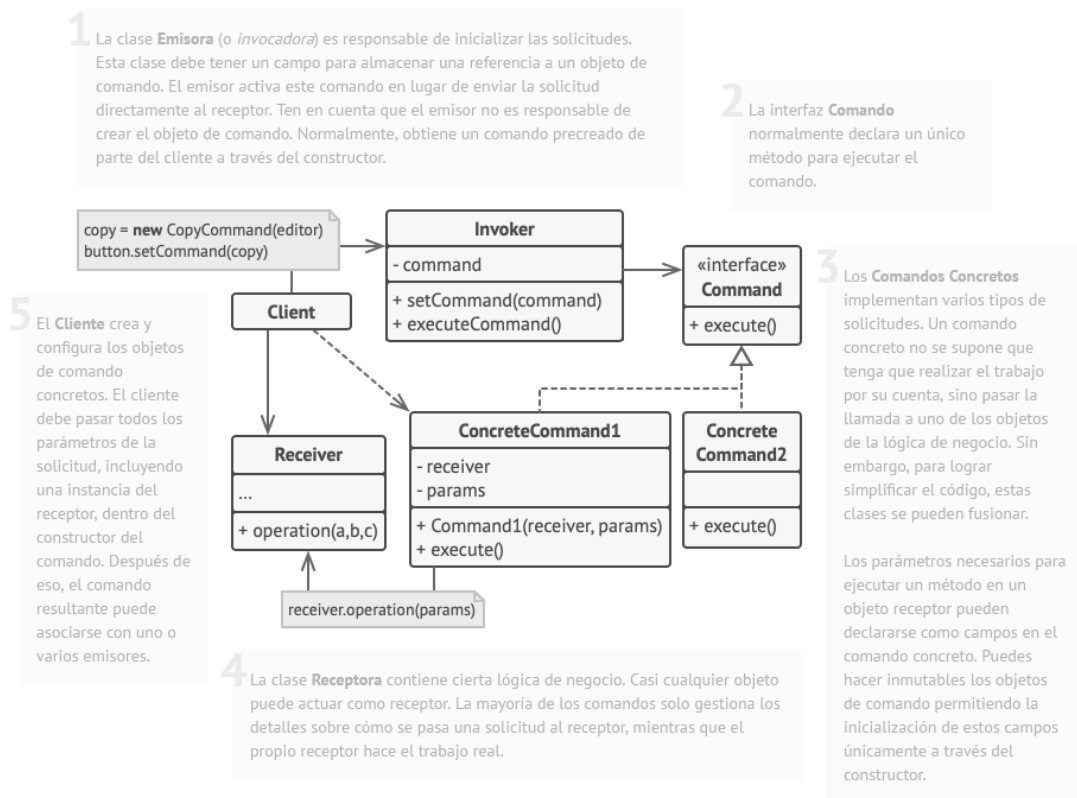 1
La clase Emisora (o invocadora) es responsable de inicializar las solicitudes.
Esta clase debe tener un campo para almacenar una referencia a un objeto de
comando. El emisor activa este comando en lugar de enviar la solicitud
directamente al receptor. Ten en cuenta que el emisor no es responsable de
crear el objeto de comando. Normalmente, obtiene un comando precreado de
parte del cliente a través del constructor.
2
La interfaz Comando
normalmente declara un único
método para ejecutar el
comando.
copy = new CopyCommand(editor)
button.setCommand(copy)
Invoker
- command
+ setCommand(command)
+ executeCommand()
«interface»
Command
+ execute()
3
Los Comandos Concretos
implementan varios tipos de
solicitudes. Un comando
concreto no se supone que
tenga que realizar el trabajo
por su cuenta, sino pasar la
llamada a uno de los objetos
de la lógica de negocio. Sin
embargo, para lograr
simplificar el código, estas
clases se pueden fusionar.
Los parámetros necesarios para
ejecutar un método en un
objeto receptor pueden
declararse como campos en el
comando concreto. Puedes
hacer inmutables los objetos
de comando permitiendo la
inicialización de estos campos
únicamente a través del
constructor.
5
El Cliente crea y
configura los objetos
de comando
concretos. El cliente
debe pasar todos los
parámetros de la
solicitud, incluyendo
una instancia del
receptor, dentro del
constructor del
comando. Después de
eso, el comando
resultante puede
asociarse con uno o
varios emisores.
Client
Receiver
...
+ operation(a,b,c)
ConcreteCommand1
- receiver
- params
+ Command1(receiver, params)
+ execute()
Concrete
Command2
+ execute()
receiver.operation(params)
4
La clase Receptora contiene cierta lógica de negocio. Casi cualquier objeto
puede actuar como receptor. La mayoría de los comandos solo gestiona los
detalles sobre cómo se pasa una solicitud al receptor, mientras que el
propio receptor hace el trabajo real.